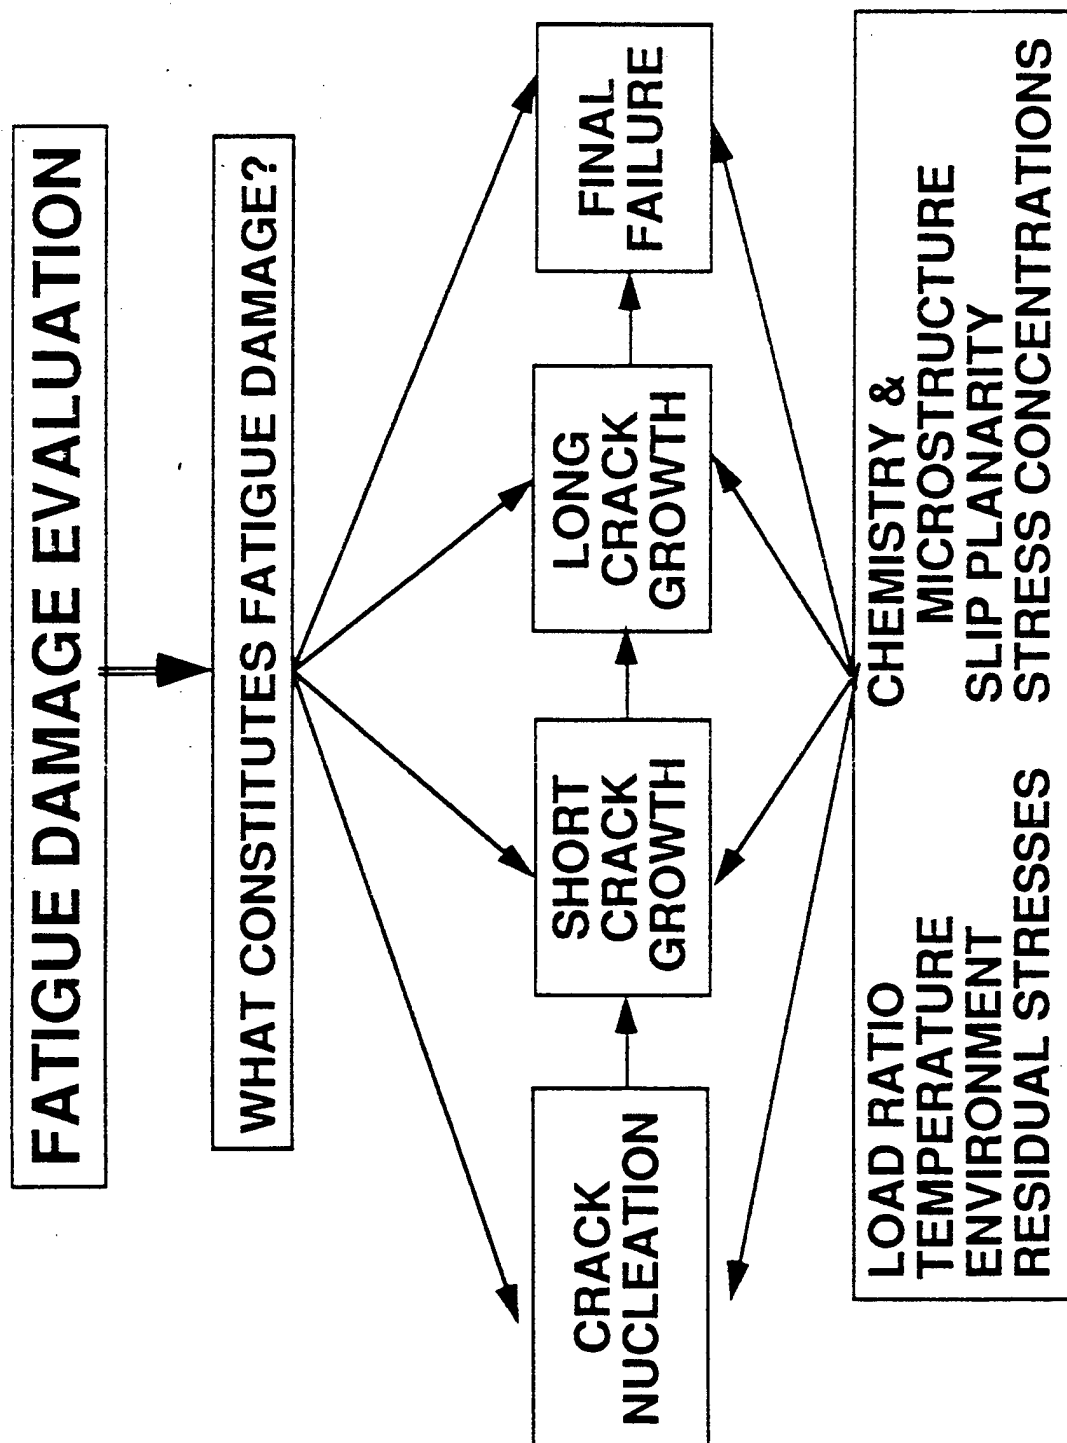 FATIGUE DAMAGE EVALUATION
WHAT CONSTITUTES FATIGUE DAMAGE?
CRACK
NUCLEATION
SHORT
CRACK
GROWTH
LONG
CRACK
GROWTH
FINAL
FAILURE
LOAD RATIO
TEMPERATURE
ENVIRONMENT
RESIDUAL STRESSES
CHEMISTRY &
MICROSTRUCTURE
SLIP PLANARITY
STRESS CONCENTRATIONS